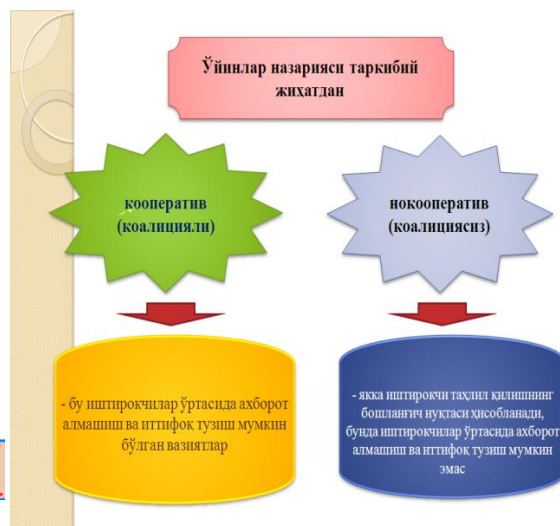 Ўйинлар назарияси таркибий
жиҳатдан
кооператив
(коалицияли)
нокооператив
(коалициясиз)
- бу иштирокчилар ўртасида ахборот
алмашиш ва иттифоқ тузиш мумкин
бўлган вазиятлар
- якка иштирокчи таҳлил қилишнинг
бошланғич нуқтаси ҳисобланади,
бунда иштирокчилар ўртасида ахборот
алмашиш ва иттифоқ тузиш мумкин
эмас